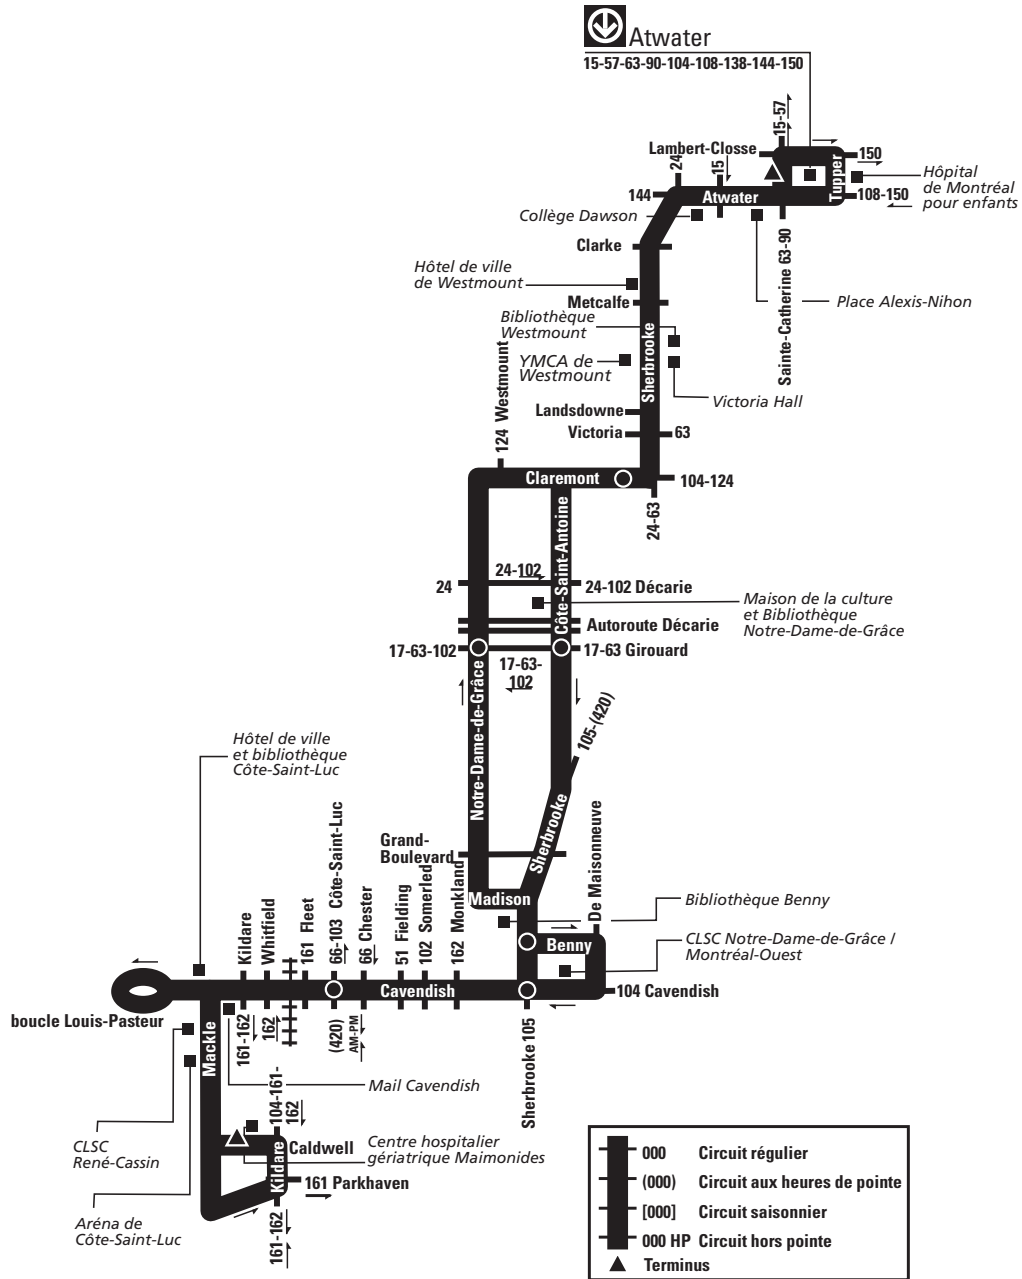 Atwater
15-57-63-90-104-108-138-144-150
15-57
Lambert-Closse
24
15
150
Tupper
Hôpital
de Montréal
pour enfants
144
Atwater
108-150
Collège Dawson
Clarke
Sainte-Catherine 63-90
Hôtel de ville
de Westmount
Metcalfe
Place Alexis-Nihon
Bibliothèque
Westmount
Sherbrooke
YMCA de
Westmount
124 Westmount
Victoria Hall
Landsdowne
Victoria
63
Claremont
104-124
24-63
Côte-Saint-Antoine
24-102
24
24-102 Décarie
Maison de la culture
et Bibliothèque
Notre-Dame-de-Grâce
Autoroute Décarie
17-63-102
17-63 Girouard
17-63-
102
Notre-Dame-de-Grâce
105-(420)
Hôtel de ville
et bibliothèque
Côte-Saint-Luc
Sherbrooke
Grand-
Boulevard
De Maisonneuve
Madison
Bibliothèque Benny
Kildare
Whitfield
161 Fleet
66-103 Côte-Saint-Luc
66 Chester
51 Fielding
102 Somerled
162 Monkland
Benny
CLSC Notre-Dame-de-Grâce /
Montréal-Ouest
Cavendish
104 Cavendish
boucle Louis-Pasteur
161-162
162
(420)
AM-PM
Sherbrooke 105
Mackle
Mail Cavendish
104-161-
162
CLSC
René-Cassin
Caldwell
Centre hospitalier
gériatrique Maimonides
Kildare
161 Parkhaven
Aréna de
Côte-Saint-Luc
161-162
000 Circuit régulier
(000) Circuit aux heures de pointe
[000] Circuit saisonnier
000 HP Circuit hors pointe
Terminus